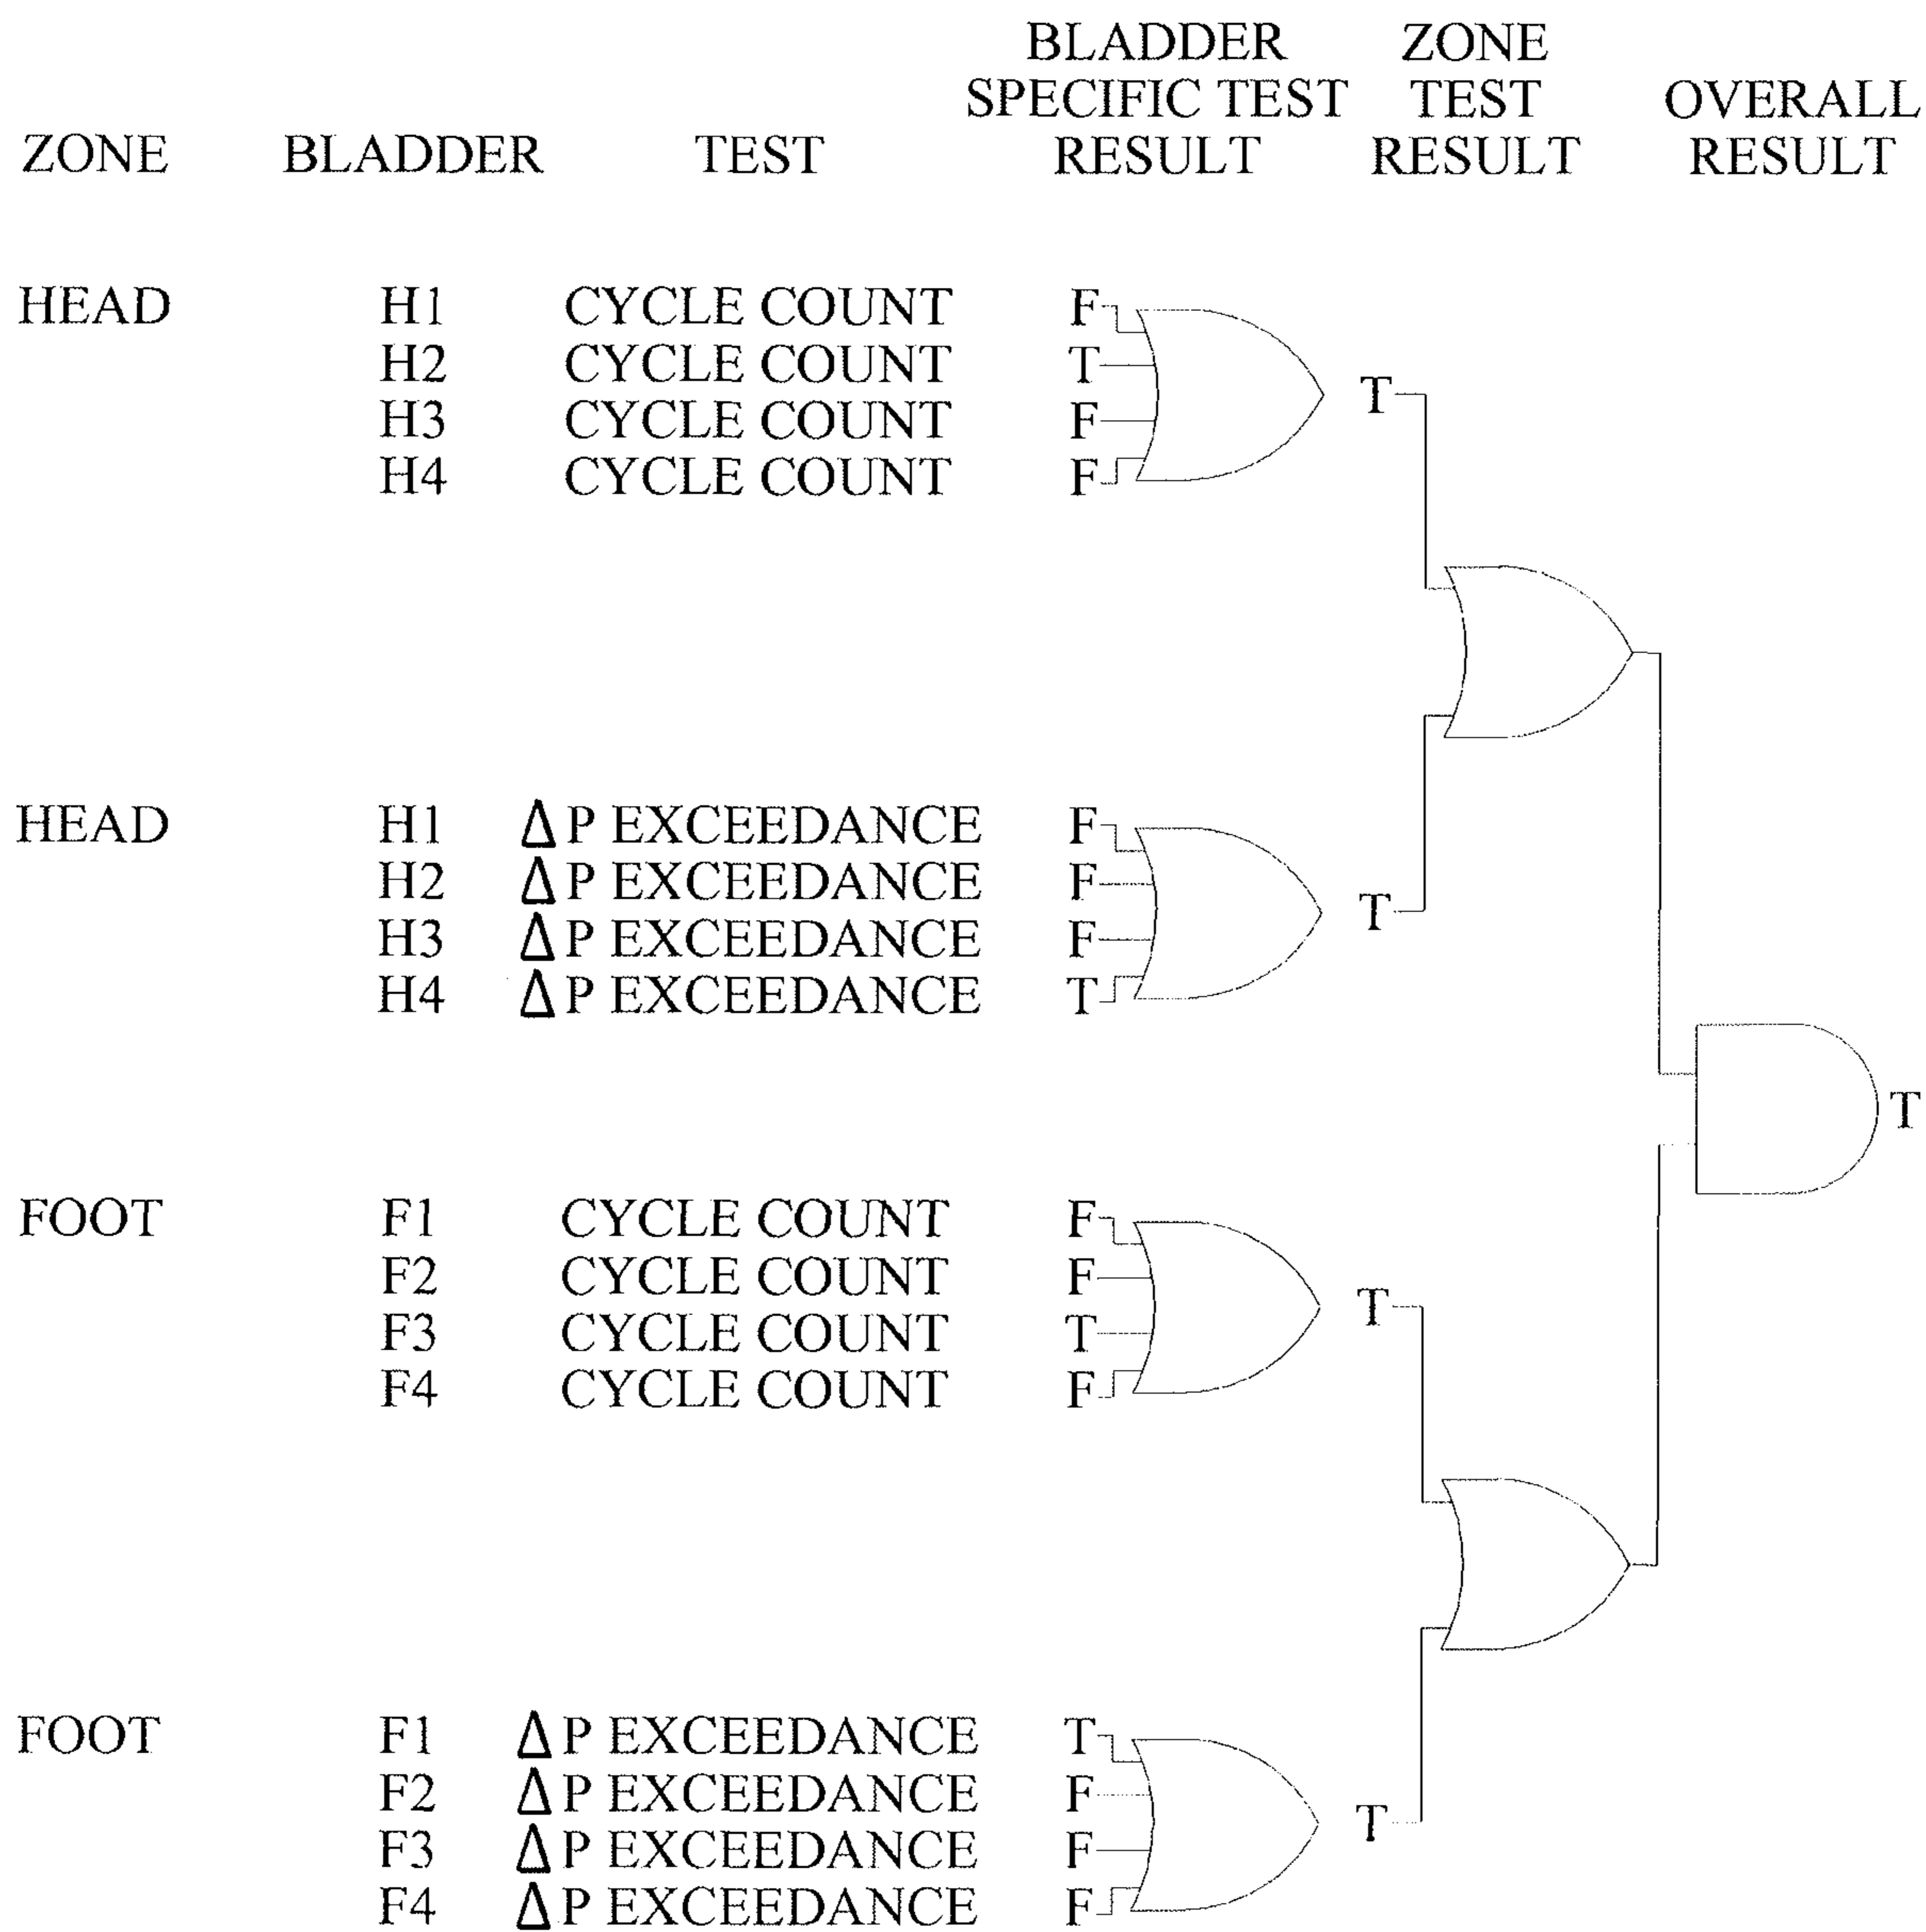 BLADDER ZONE
SPECIFIC TEST TEST OVERALL
ZONE BLADDER TEST RESULT RESULT RESULT
HEAD H1 CYCLE COUNT F
H2 CYCLE COUNT T
T
H3 CYCLE COUNT F
H4 CYCLE COUNT F
HEAD H1 Δ P EXCEEDANCE F
H2 Δ P EXCEEDANCE F
T
H3 Δ P EXCEEDANCE F
H4 Δ P EXCEEDANCE T
T
FOOT F1 CYCLE COUNT F
F2 CYCLE COUNT F
T
F3 CYCLE COUNT T
F4 CYCLE COUNT F
FOOT F1 Δ P EXCEEDANCE T
F2 Δ P EXCEEDANCE F
T
F3 Δ P EXCEEDANCE F
F4 Δ P EXCEEDANCE F